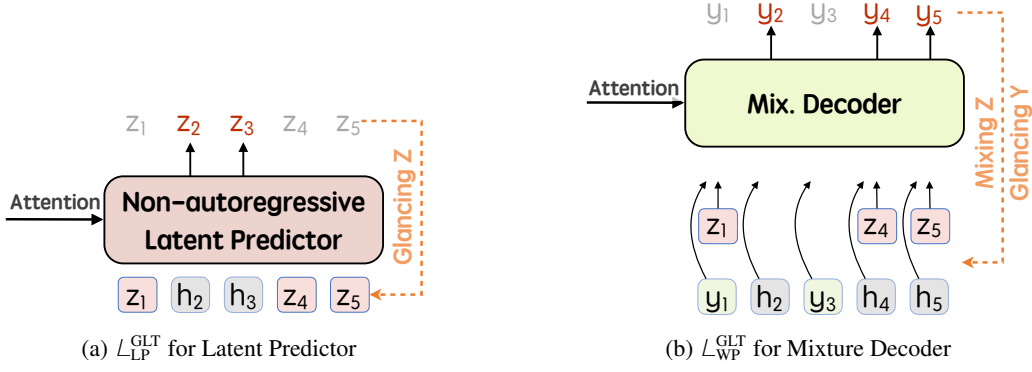 z1 z2 z3 z4 z5
Attention
Non-autoregressive
Latent Predictor
Glancing Z
z1 h2 h3 z4 z5
(a) L_LP^GLT for Latent Predictor
y1 y2 y3 y4 y5
Attention
Mix. Decoder
Mixing Z
Glancing Y
z1 z4 z5
y1 h2 y3 h4 h5
(b) L_WP^GLT for Mixture Decoder